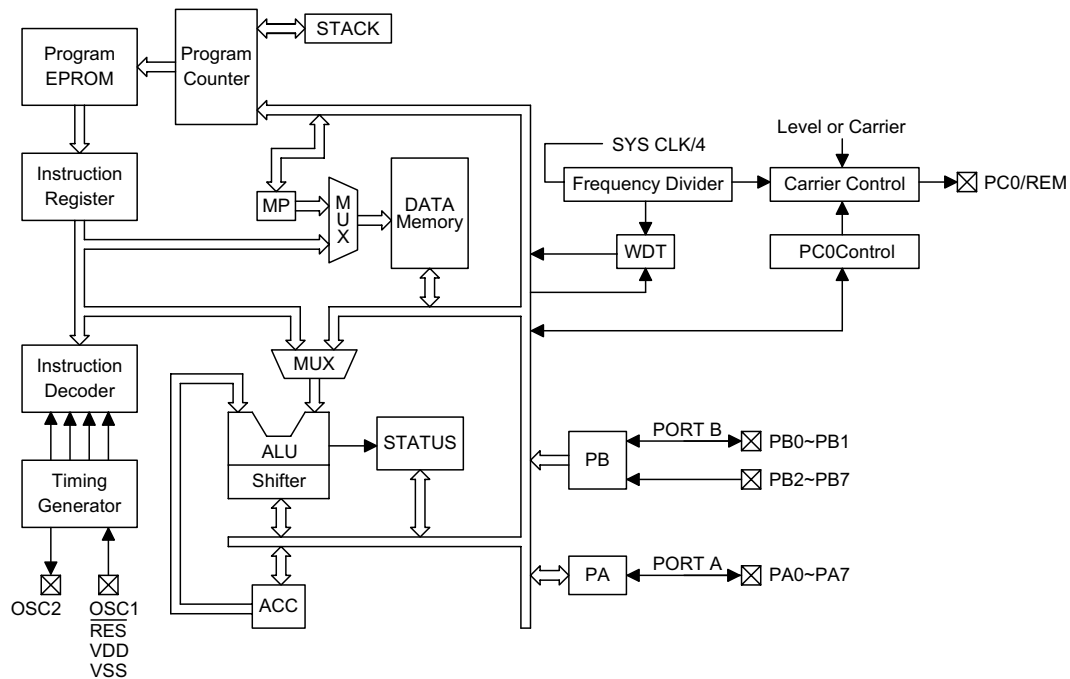 STACK
Program
EPROM
Program
Counter
Instruction
Register
MP
MUX
DATA
Memory
SYS CLK/4
Frequency Divider
Level or Carrier
Carrier Control
PC0/REM
WDT
PC0Control
Instruction
Decoder
MUX
ALU
Shifter
STATUS
Timing
Generator
PORT B
PB
PB0~PB1
PB2~PB7
PORT A
PA
PA0~PA7
ACC
OSC2
OSC1
RES
VDD
VSS